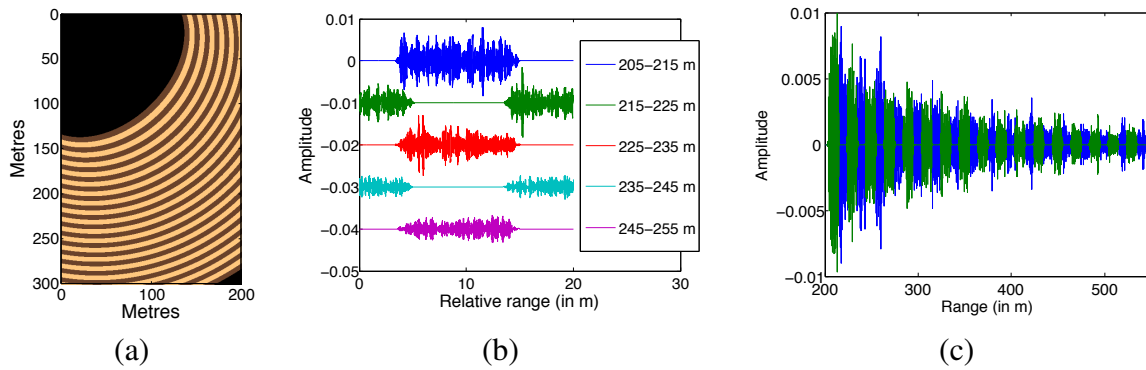 0
50
100
150
200
250
300
Metres
0
100
200
Metres
(a)
0.01
0
−0.01
−0.02
−0.03
−0.04
−0.05
Amplitude
205−215 m
215−225 m
225−235 m
235−245 m
245−255 m
0
10
20
30
Relative range (in m)
(b)
0.01
0.005
0
−0.005
−0.01
Amplitude
200
300
400
500
Range (in m)
(c)